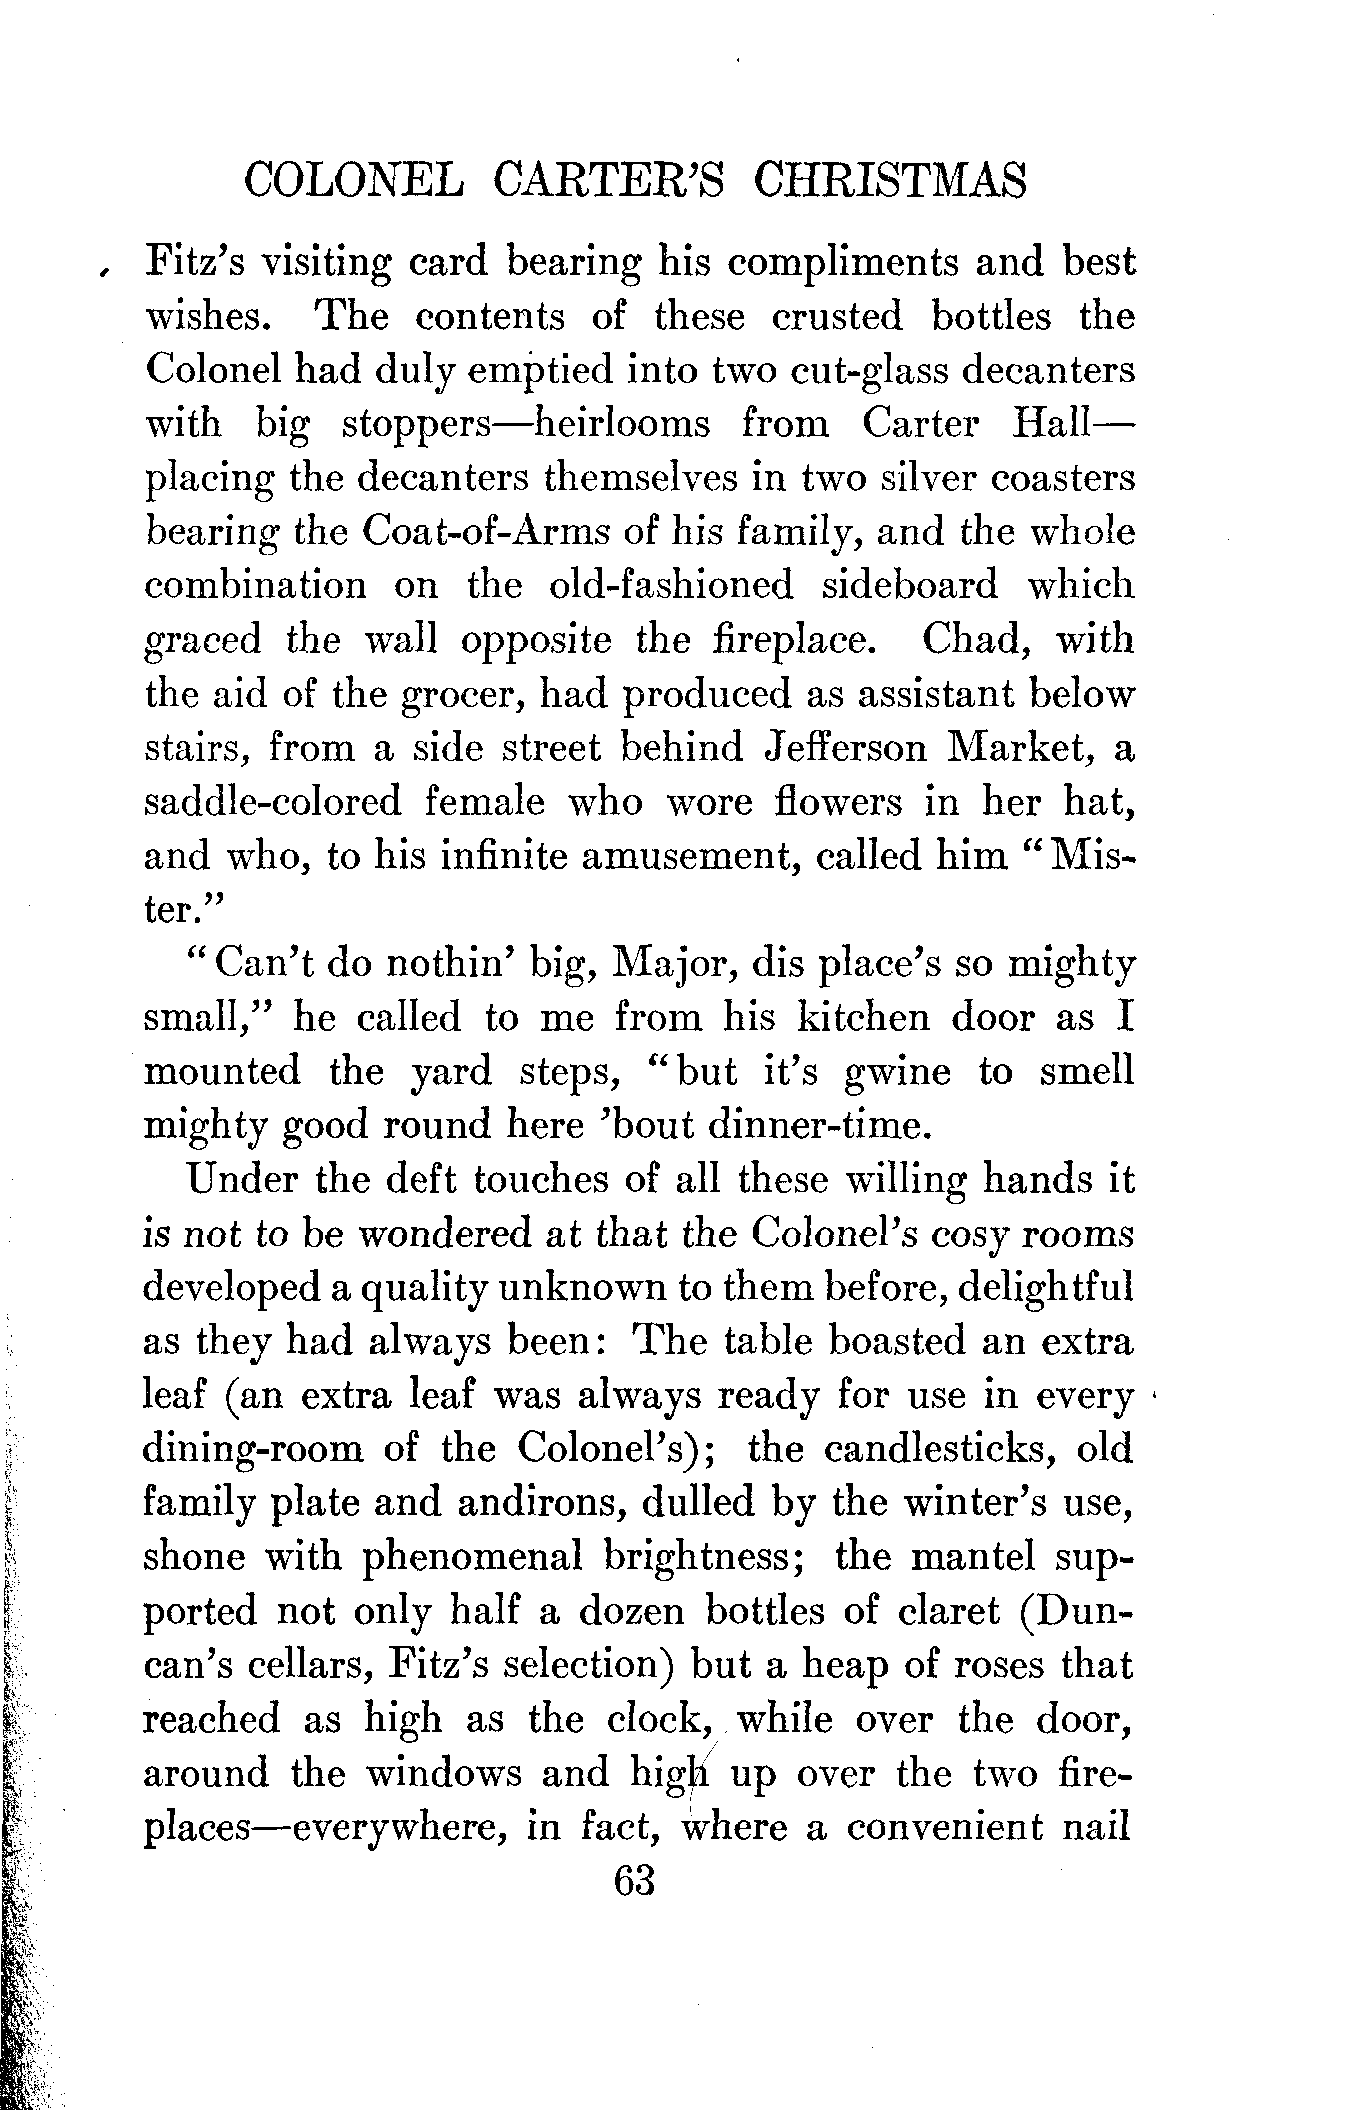 COLONEL CARTER'S CHRISTMAS
Fitz's visiting card bearing his compliments and best
wishes. The contents of these crusted bottles the
Colonel had duly emptied into two cut-glass decanters
with big stoppers—heirlooms from Carter Hall—
placing the decanters themselves in two silver coasters
bearing the Coat-of-Arms of his family, and the whole
combination on the old-fashioned sideboard which
graced the wall opposite the fireplace. Chad, with
the aid of the grocer, had produced as assistant below
stairs, from a side street behind Jefferson Market, a
saddle-colored female who wore flowers in her hat,
and who, to his infinite amusement, called him "Mis-
ter."
"Can't do nothin' big, Major, dis place's so mighty
small," he called to me from his kitchen door as I
mounted the yard steps, "but it's gwine to smell
mighty good round here 'bout dinner-time.
Under the deft touches of all these willing hands it
is not to be wondered at that the Colonel's cosy rooms
developed a quality unknown to them before, delightful
as they had always been: The table boasted an extra
leaf (an extra leaf was always ready for use in every
dining-room of the Colonel's); the candlesticks, old
family plate and andirons, dulled by the winter's use,
shone with phenomenal brightness; the mantel sup-
ported not only half a dozen bottles of claret (Dun-
can's cellars, Fitz's selection) but a heap of roses that
reached as high as the clock, while over the door,
around the windows and high up over the two fire-
places—everywhere, in fact, where a convenient nail
63